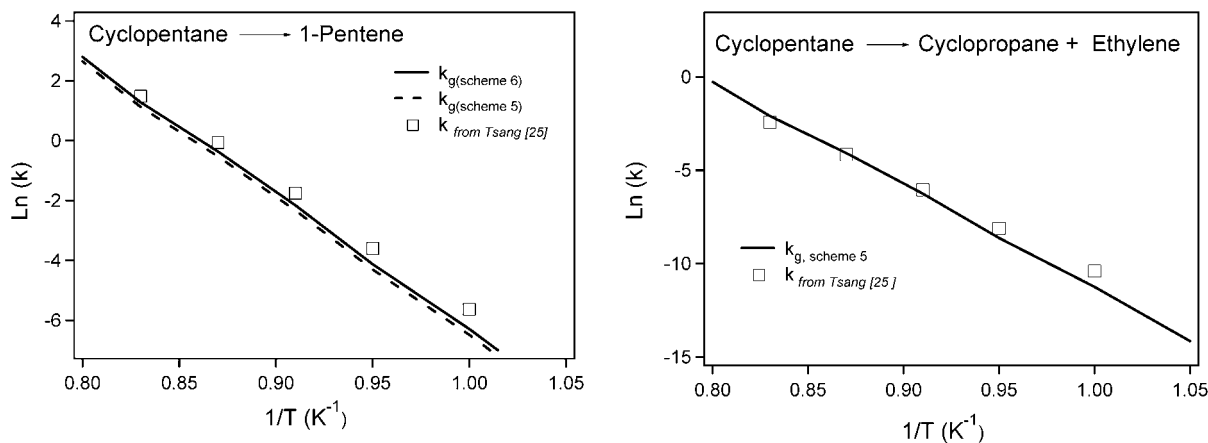 Cyclopentane → 1-Pentene
kg(scheme 6)
kg(scheme 5)
k from Tsang [25]
4
2
0
-2
-4
-6
Ln (k)
0.80 0.85 0.90 0.95 1.00 1.05
1/T (K-1)
Cyclopentane → Cyclopropane + Ethylene
0
-5
-10
-15
Ln (k)
kg, scheme 5
k from Tsang [25]
0.80 0.85 0.90 0.95 1.00 1.05
1/T (K-1)